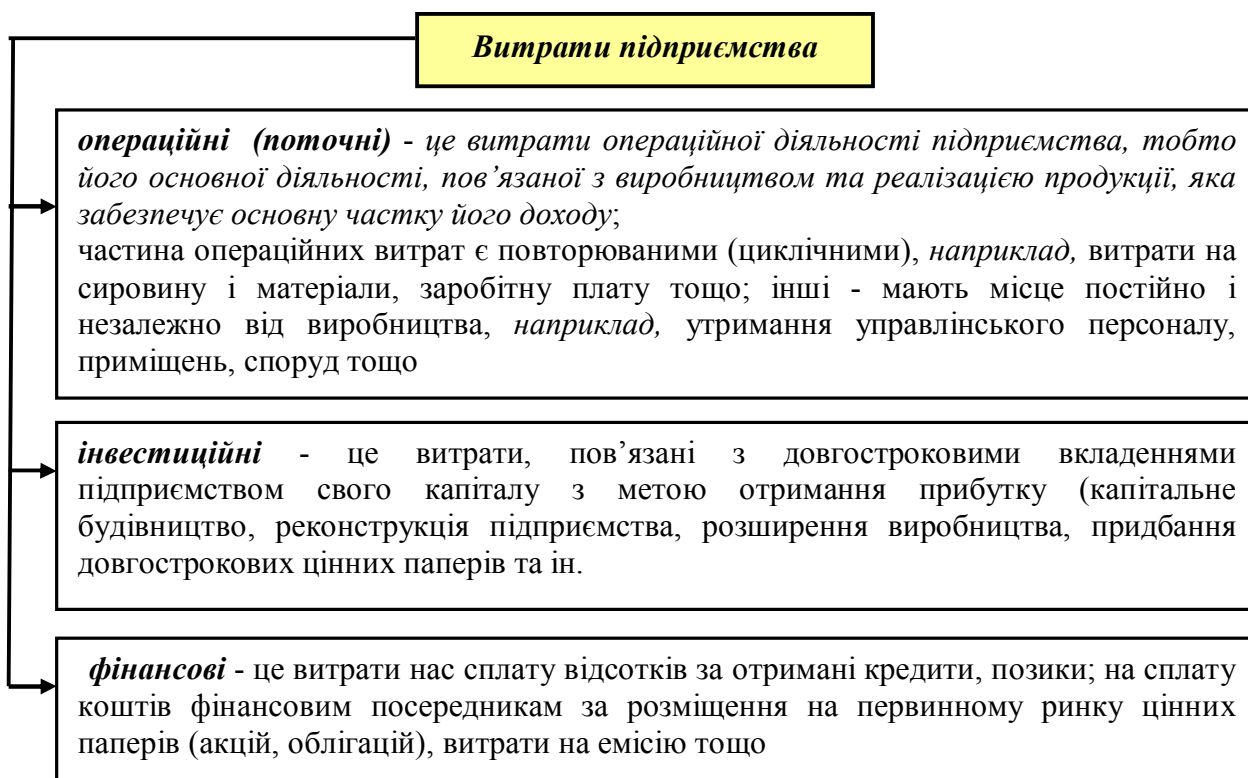 Витрати підприємства
операційні (поточні) - це витрати операційної діяльності підприємства, тобто
його основної діяльності, пов’язаної з виробництвом та реалізацією продукції, яка
забезпечує основну частку його доходу;
частина операційних витрат є повторюваними (циклічними), наприклад, витрати на
сировину і матеріали, заробітну плату тощо; інші - мають місце постійно і
незалежно від виробництва, наприклад, утримання управлінського персоналу,
приміщень, споруд тощо
інвестиційні - це витрати, пов’язані з довгостроковими вкладеннями
підприємством свого капіталу з метою отримання прибутку (капітальне
будівництво, реконструкція підприємства, розширення виробництва, придбання
довгострокових цінних паперів та ін.
фінансові - це витрати нас сплату відсотків за отримані кредити, позики; на сплату
коштів фінансовим посередникам за розміщення на первинному ринку цінних
паперів (акцій, облігацій), витрати на емісію тощо